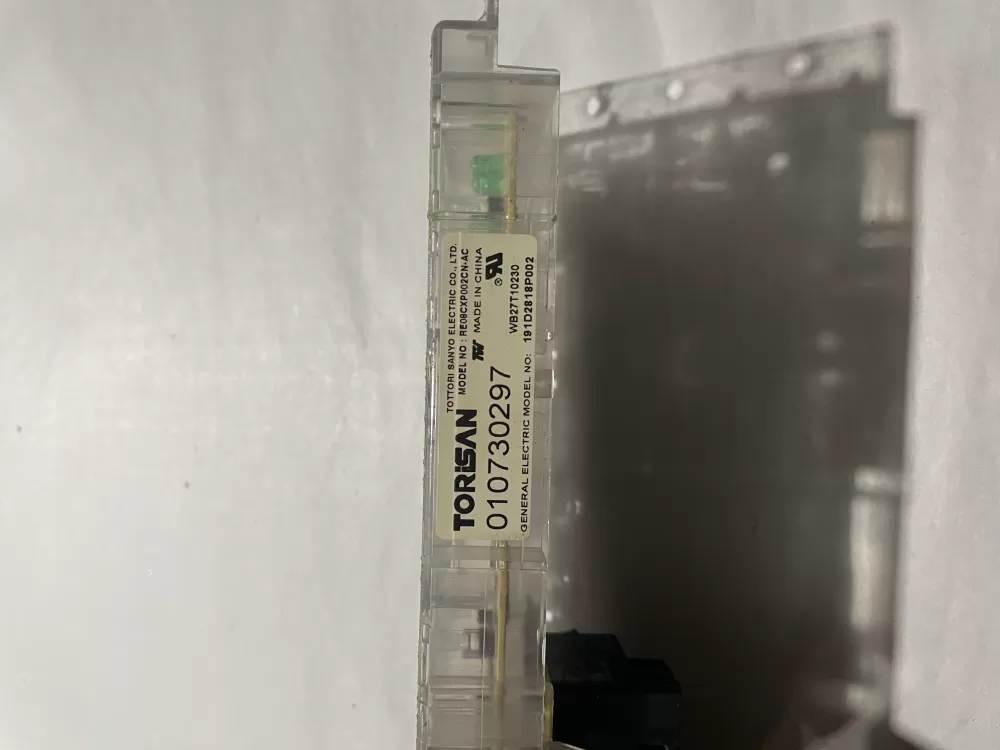 TOTTORI SANYO ELECTRIC CO., LTD.
TORiSAN MODEL NO : RE08CXP002CN-AC
MADE IN CHINA
010730297
WB27T10230
GENERAL ELECTRIC MODEL NO: 191D2818P002